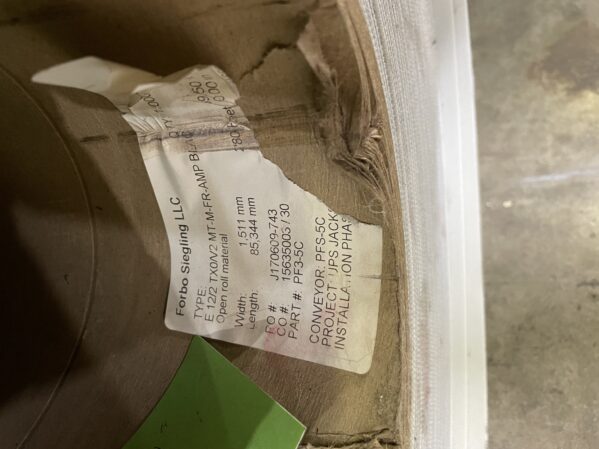 Forbo Siegling LLC
TYPE:
E 12/2 TX0/V2 MT-M-FR-AMP BLA
Open roll material
Width: 1,511 mm
Length: 85,344 mm
PO #: J170609-743
CO #: 15635003 / 30
PART #: PF3-5C
CONVEYOR: PFS-5C
PROJECT: UPS JACK
INSTALLATION PHAS